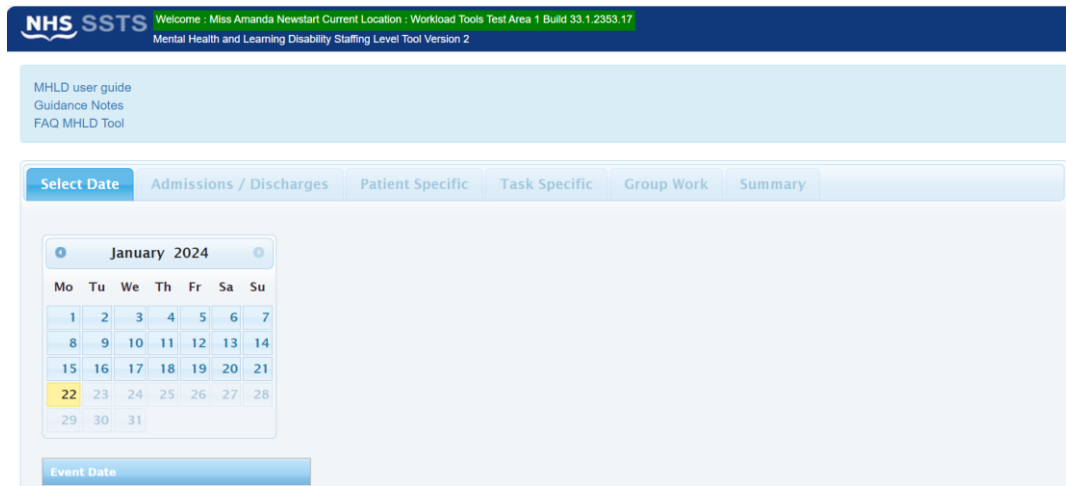 NHS SSTS Welcome : Miss Amanda Newstart Current Location : Workload Tools Test Area 1 Build 33.1.2353.17
Mental Health and Learning Disability Staffing Level Tool Version 2
MHLD user guide
Guidance Notes
FAQ MHLD Tool
Select Date Admissions / Discharges Patient Specific Task Specific Group Work Summary
January 2024
Mo Tu We Th Fr Sa Su
1 2 3 4 5 6 7
8 9 10 11 12 13 14
15 16 17 18 19 20 21
22 23 24 25 26 27 28
29 30 31
Event Date